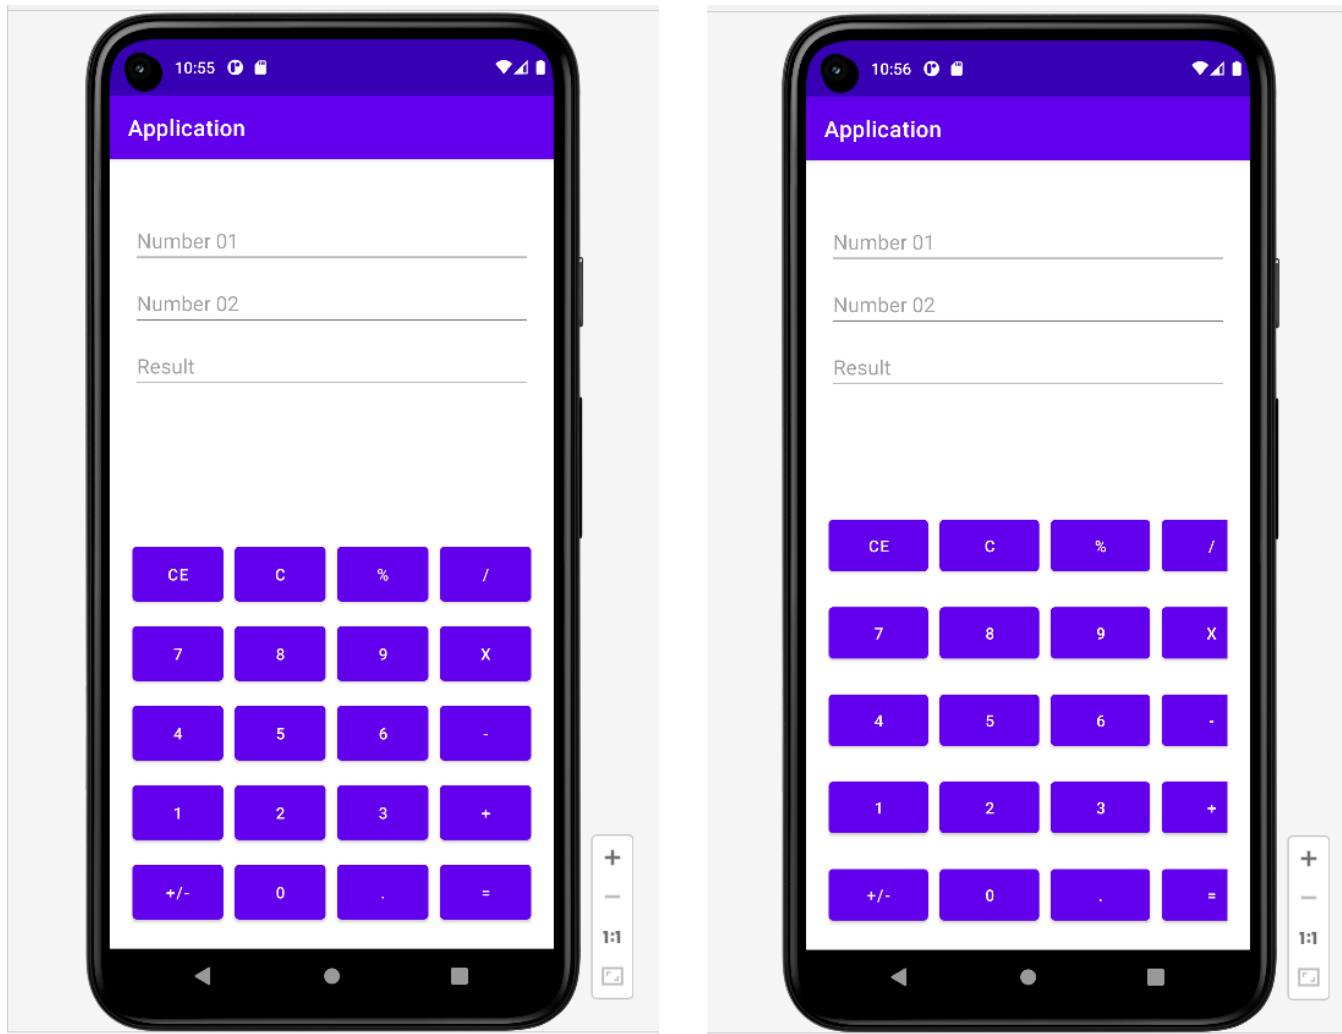 10:55
Application
Number 01
Number 02
Result
CE C % /
7 8 9 X
4 5 6 -
1 2 3 +
+/- 0 . =
+
−
1:1
10:56
Application
Number 01
Number 02
Result
CE C % /
7 8 9 X
4 5 6 -
1 2 3 +
+/- 0 . =
+
−
1:1